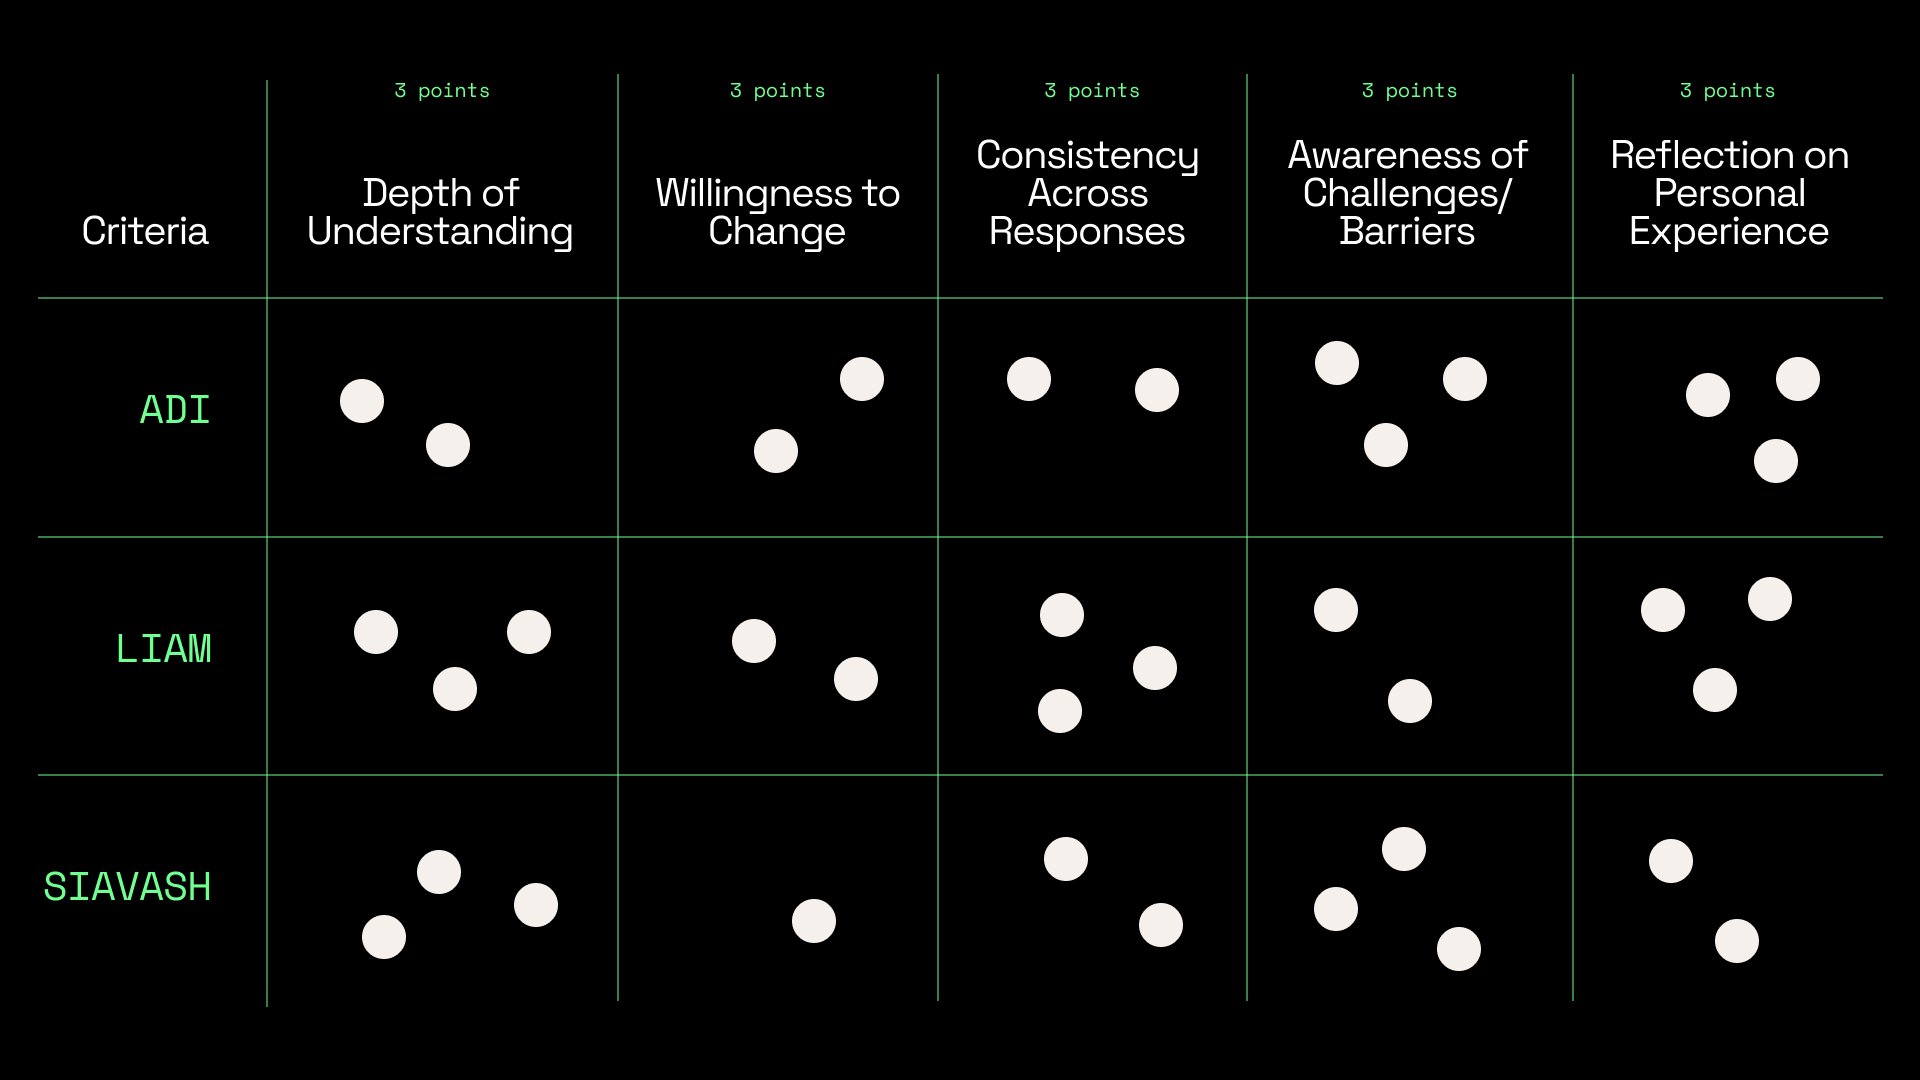 3 points
3 points
3 points
3 points
3 points
Criteria
Depth of
Understanding
Willingness to
Change
Consistency
Across
Responses
Awareness of
Challenges/
Barriers
Reflection on
Personal
Experience
ADI
LIAM
SIAVASH